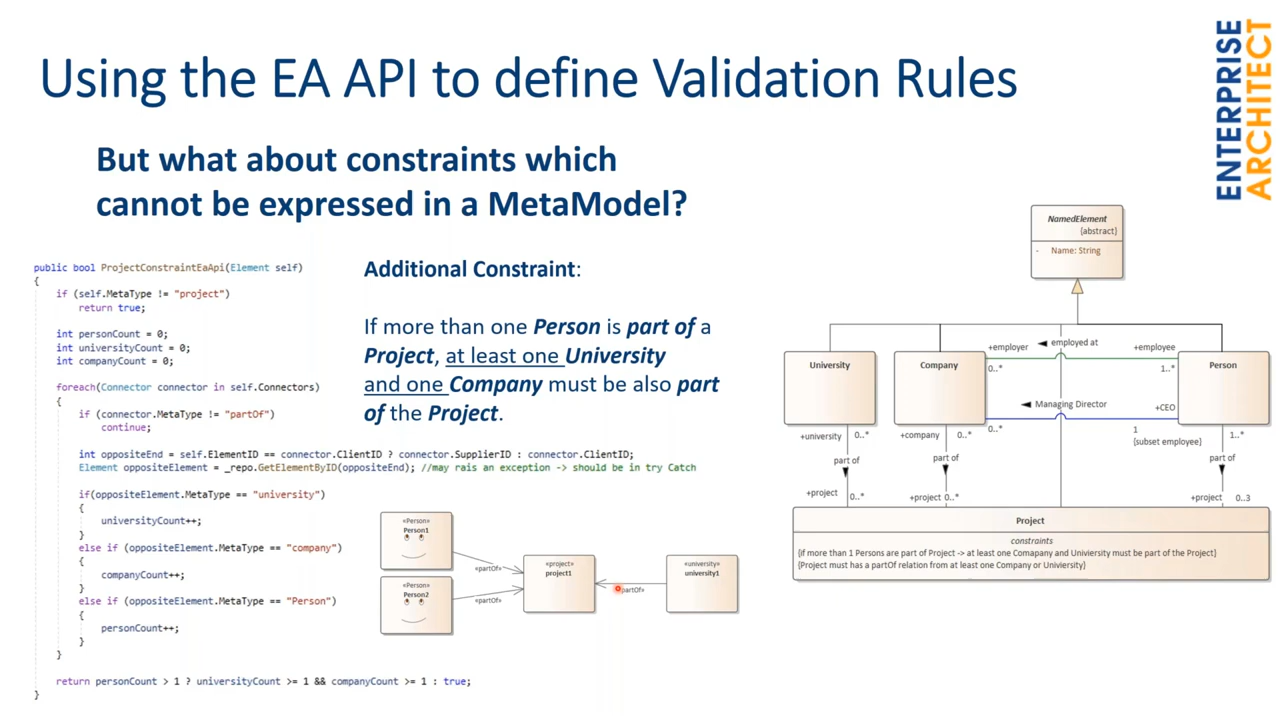 Using the EA API to define Validation Rules
ENTERPRISE
ARCHITECT
But what about constraints which
cannot be expressed in a MetaModel?
public bool ProjectConstraintEaApi(Element self)
{
if (self.MetaType != "project")
return true;
int personCount = 0;
int universityCount = 0;
int companyCount = 0;
foreach(Connector connector in self.Connectors)
{
if (connector.MetaType != "partOf")
continue;
int oppositeEnd = self.ElementID == connector.ClientID ? connector.SupplierID : connector.ClientID;
Element oppositeElement = _repo.GetElementByID(oppositeEnd); //may rais an exception -> should be in try Catch
if(oppositeElement.MetaType == "university")
{
universityCount++;
}
else if (oppositeElement.MetaType == "company")
{
companyCount++;
}
else if (oppositeElement.MetaType == "Person")
{
personCount++;
}
}
return personCount > 1 ? universityCount >= 1 && companyCount >= 1 : true;
}
Additional Constraint:
If more than one Person is part of a
Project, at least one University
and one Company must be also part
of the Project.
«Person»
Person1
«Person»
Person2
«partOf»
«partOf»
«project»
project1
partOf»
«university»
university1
NamedElement
{abstract}
- Name: String
University
Company
Person
+employer
employed at
+employee
0..*
1..*
Managing Director
+CEO
0..*
1
{subset employee}
+university
0..*
+company
0..*
1..*
part of
part of
part of
+project
0..*
+project
0..*
+project
0..3
Project
constraints
{if more than 1 Persons are part of Project -> at least one Comapany and Univiersity must be part of the Project}
{Project must has a partOf relation from at least one Company or Univiersity}